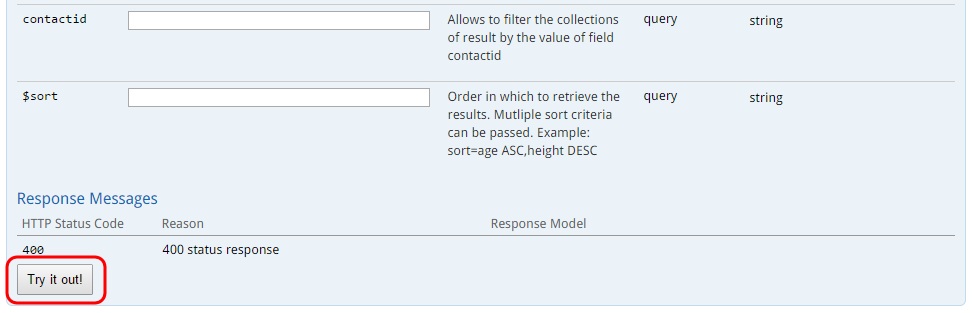 contactid Allows to filter the collections query string
of result by the value of field
contactid
$sort Order in which to retrieve the query string
results. Mutliple sort criteria
can be passed. Example:
sort=age ASC,height DESC
Response Messages
HTTP Status Code Reason Response Model
400 400 status response
Try it out!